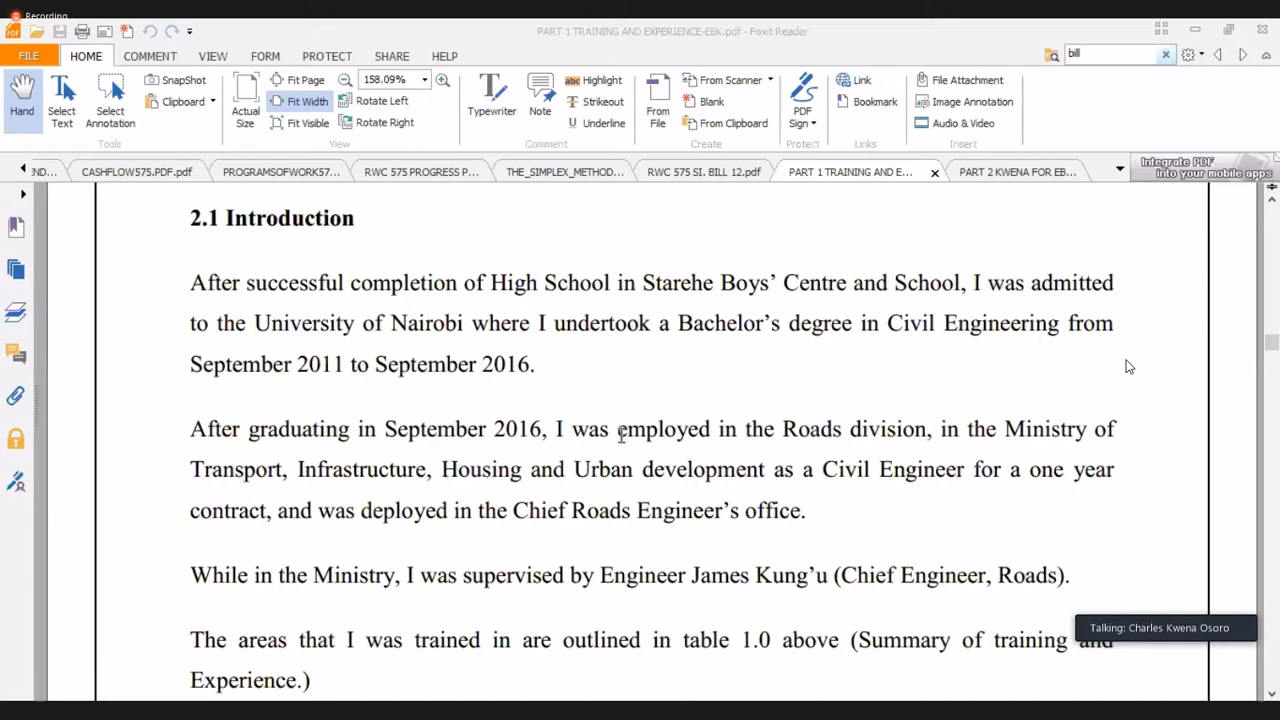 Recording
PART 1 TRAINING AND EXPERIENCE-EBK.pdf - Foxit Reader
FILE HOME COMMENT VIEW FORM PROTECT SHARE HELP
bill
Hand
Select Text
Select Annotation
SnapShot
Clipboard
Tools
Actual Size
Fit Page
Fit Width
Fit Visible
158.09%
Rotate Left
Rotate Right
View
Typewriter
Note
Highlight
Strikeout
Underline
Comment
From File
From Scanner
Blank
From Clipboard
Create
PDF Sign
Protect
Link
Bookmark
Links
File Attachment
Image Annotation
Audio & Video
Insert
END... CASHFLOW575.PDF.pdf PROGRAMSOFWORK57... RWC 575 PROGRESS P... THE_SIMPLEX_METHOD... RWC 575 SI. BILL 12.pdf PART 1 TRAINING AND E... PART 2 KWENA FOR EB...
Integrate PDF
into your mobile apps
2.1 Introduction
After successful completion of High School in Starehe Boys’ Centre and School, I was admitted
to the University of Nairobi where I undertook a Bachelor’s degree in Civil Engineering from
September 2011 to September 2016.
After graduating in September 2016, I was employed in the Roads division, in the Ministry of
Transport, Infrastructure, Housing and Urban development as a Civil Engineer for a one year
contract, and was deployed in the Chief Roads Engineer’s office.
While in the Ministry, I was supervised by Engineer James Kung’u (Chief Engineer, Roads).
Talking: Charles Kwena Osoro
The areas that I was trained in are outlined in table 1.0 above (Summary of training and
Experience.)